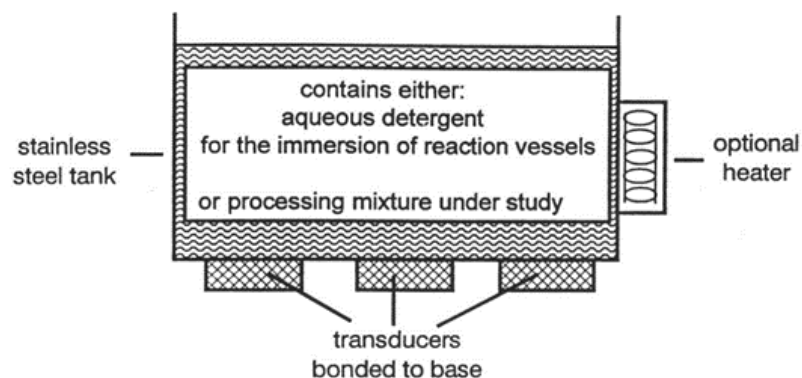 contains either:
aqueous detergent
for the immersion of reaction vessels
or processing mixture under study
stainless
steel tank
optional
heater
transducers
bonded to base